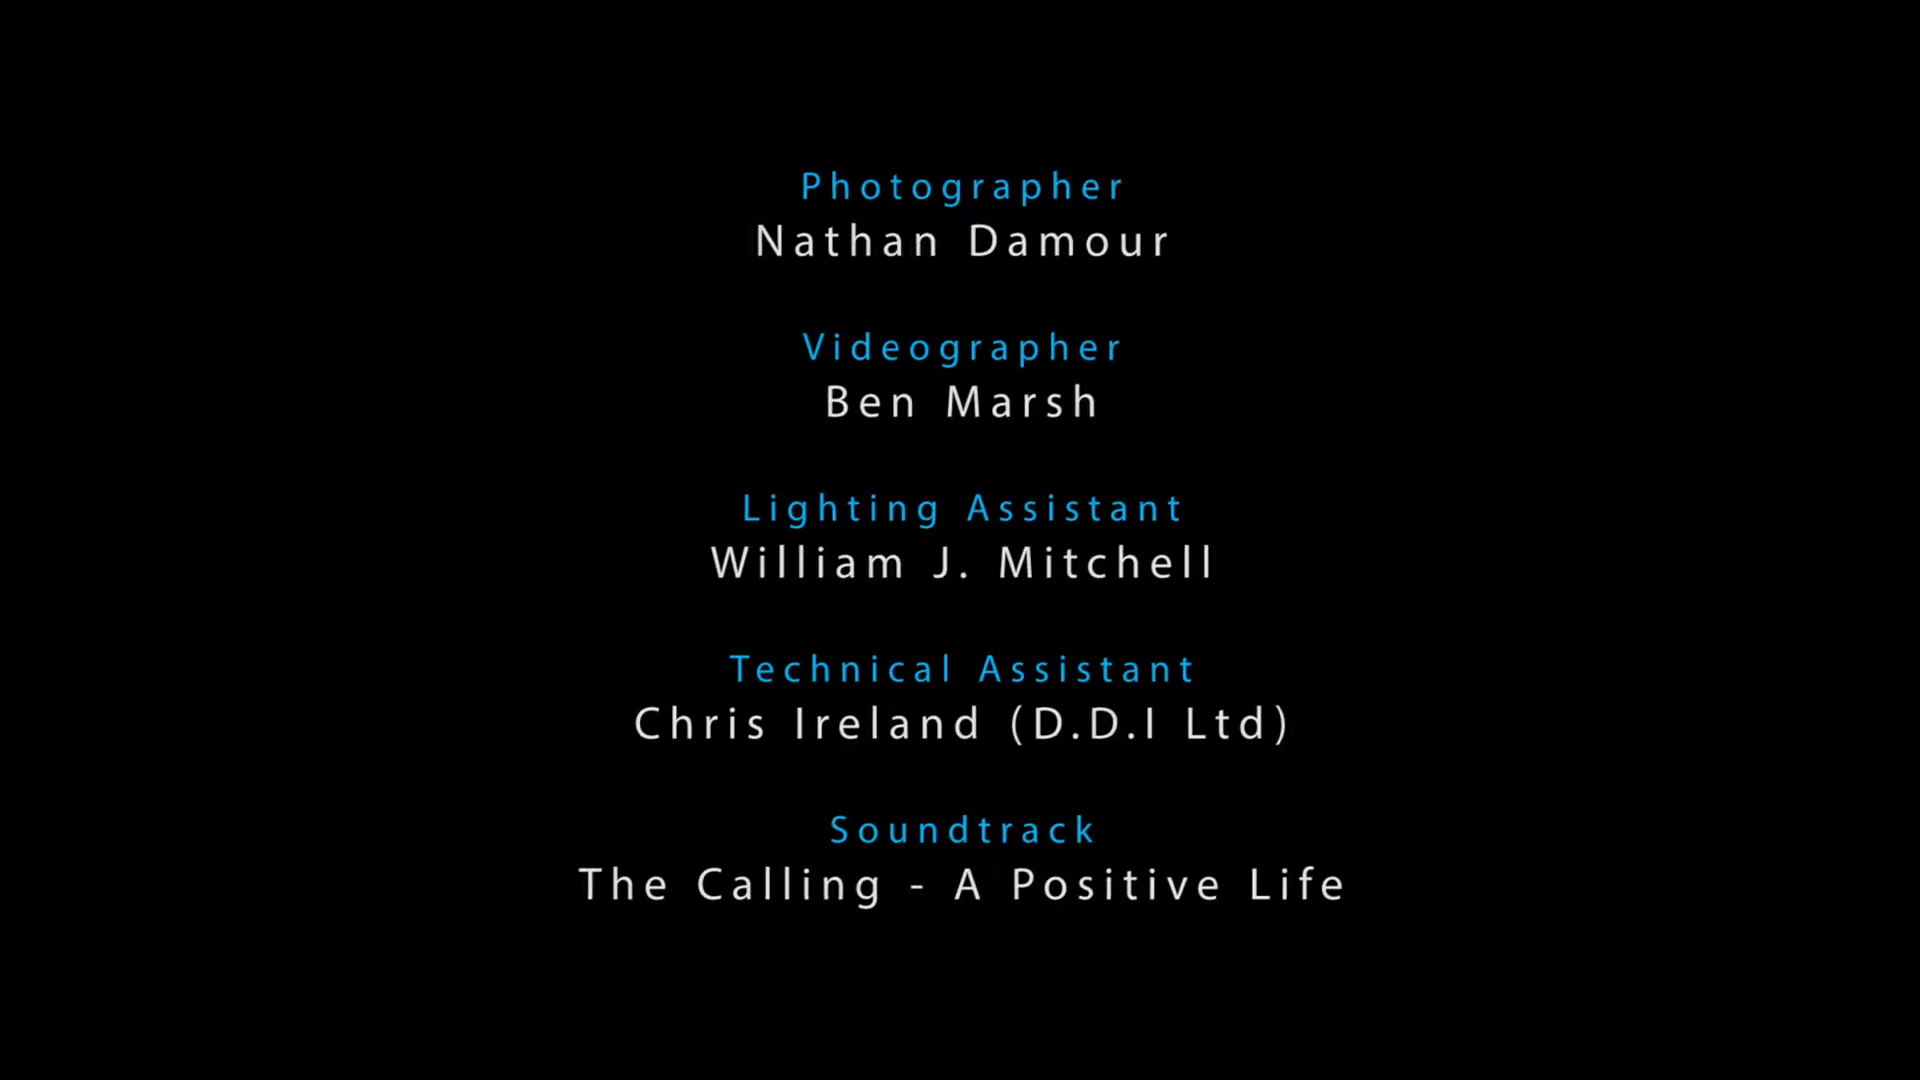 Photographer
Nathan Damour
Videographer
Ben Marsh
Lighting Assistant
William J. Mitchell
Technical Assistant
Chris Ireland (D.D.I Ltd)
Soundtrack
The Calling - A Positive Life